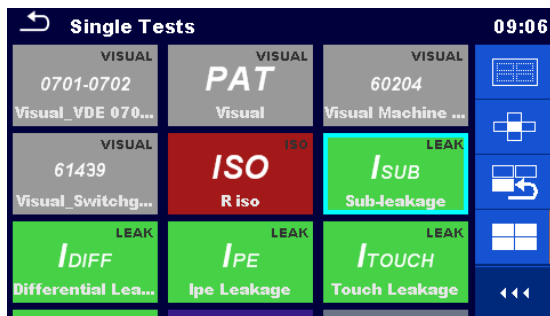 Single Tests 09:06
VISUAL
0701-0702
Visual_VDE 070...
VISUAL
PAT
Visual
VISUAL
60204
Visual Machine ...
VISUAL
61439
Visual_Switchg...
ISO
ISO
R iso
LEAK
ISUB
Sub-leakage
LEAK
IDIFF
Differential Lea...
LEAK
IPE
Ipe Leakage
LEAK
ITOUCH
Touch Leakage